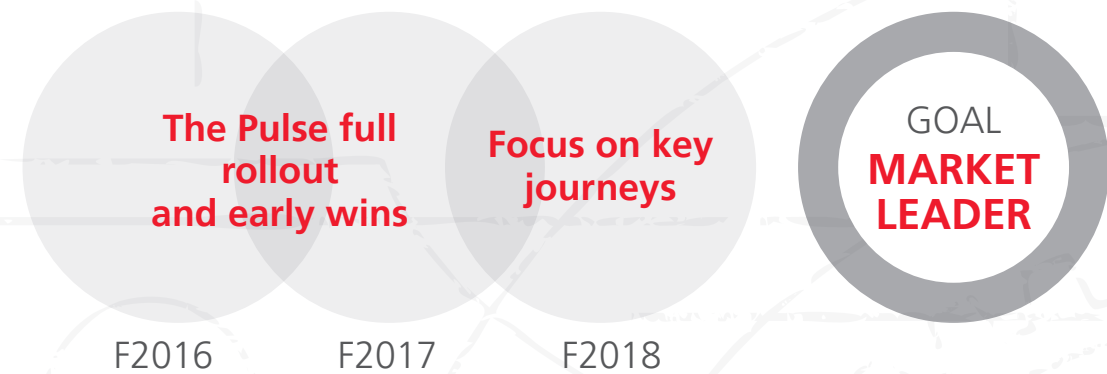 The Pulse full
rollout
and early wins
Focus on key
journeys
GOAL
MARKET
LEADER
F2016
F2017
F2018